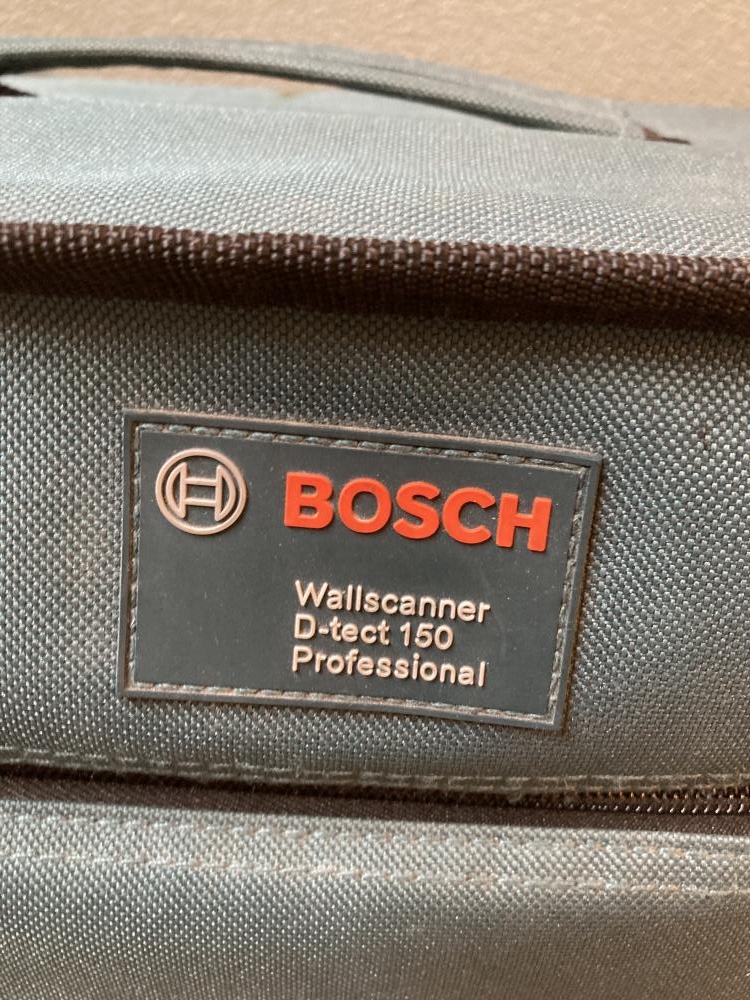 BOSCH
Wallscanner
D-tect 150
Professional